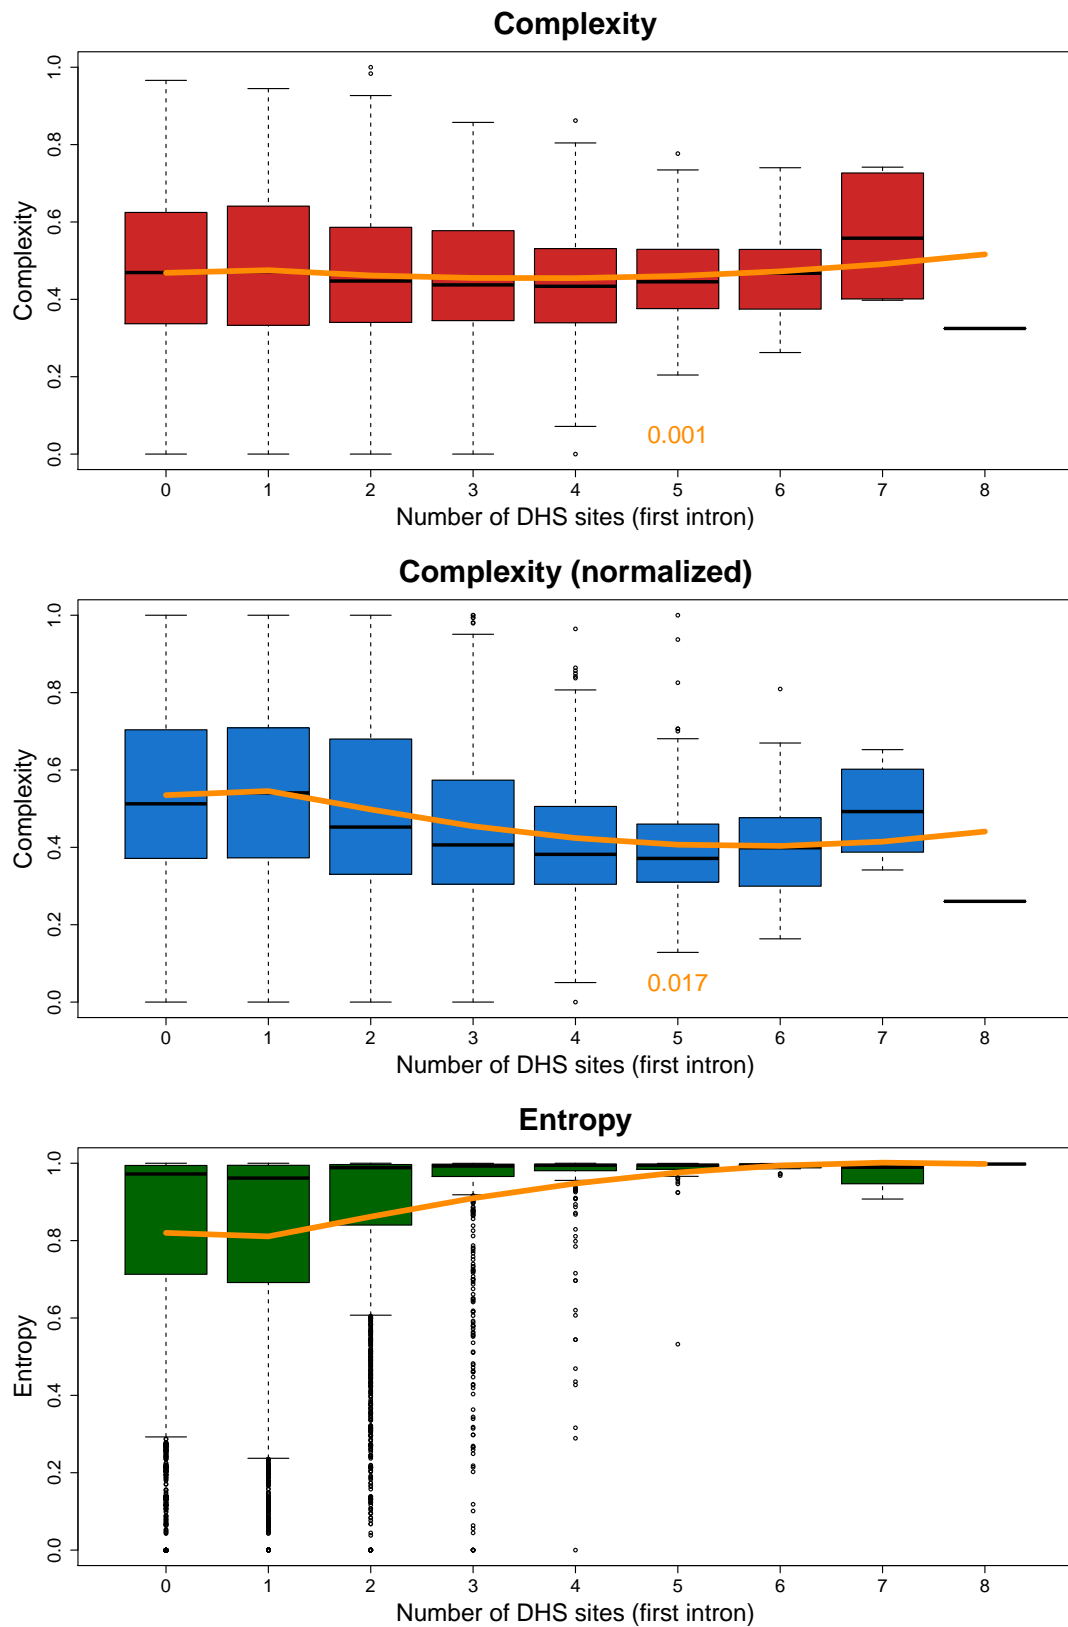 Complexity
Complexity
1.0
0.8
0.6
0.4
0.2
0.0
0.001
0 1 2 3 4 5 6 7 8
Number of DHS sites (first intron)
Complexity (normalized)
Complexity
1.0
0.8
0.6
0.4
0.2
0.0
0.017
0 1 2 3 4 5 6 7 8
Number of DHS sites (first intron)
Entropy
Entropy
1.0
0.8
0.6
0.4
0.2
0.0
0 1 2 3 4 5 6 7 8
Number of DHS sites (first intron)